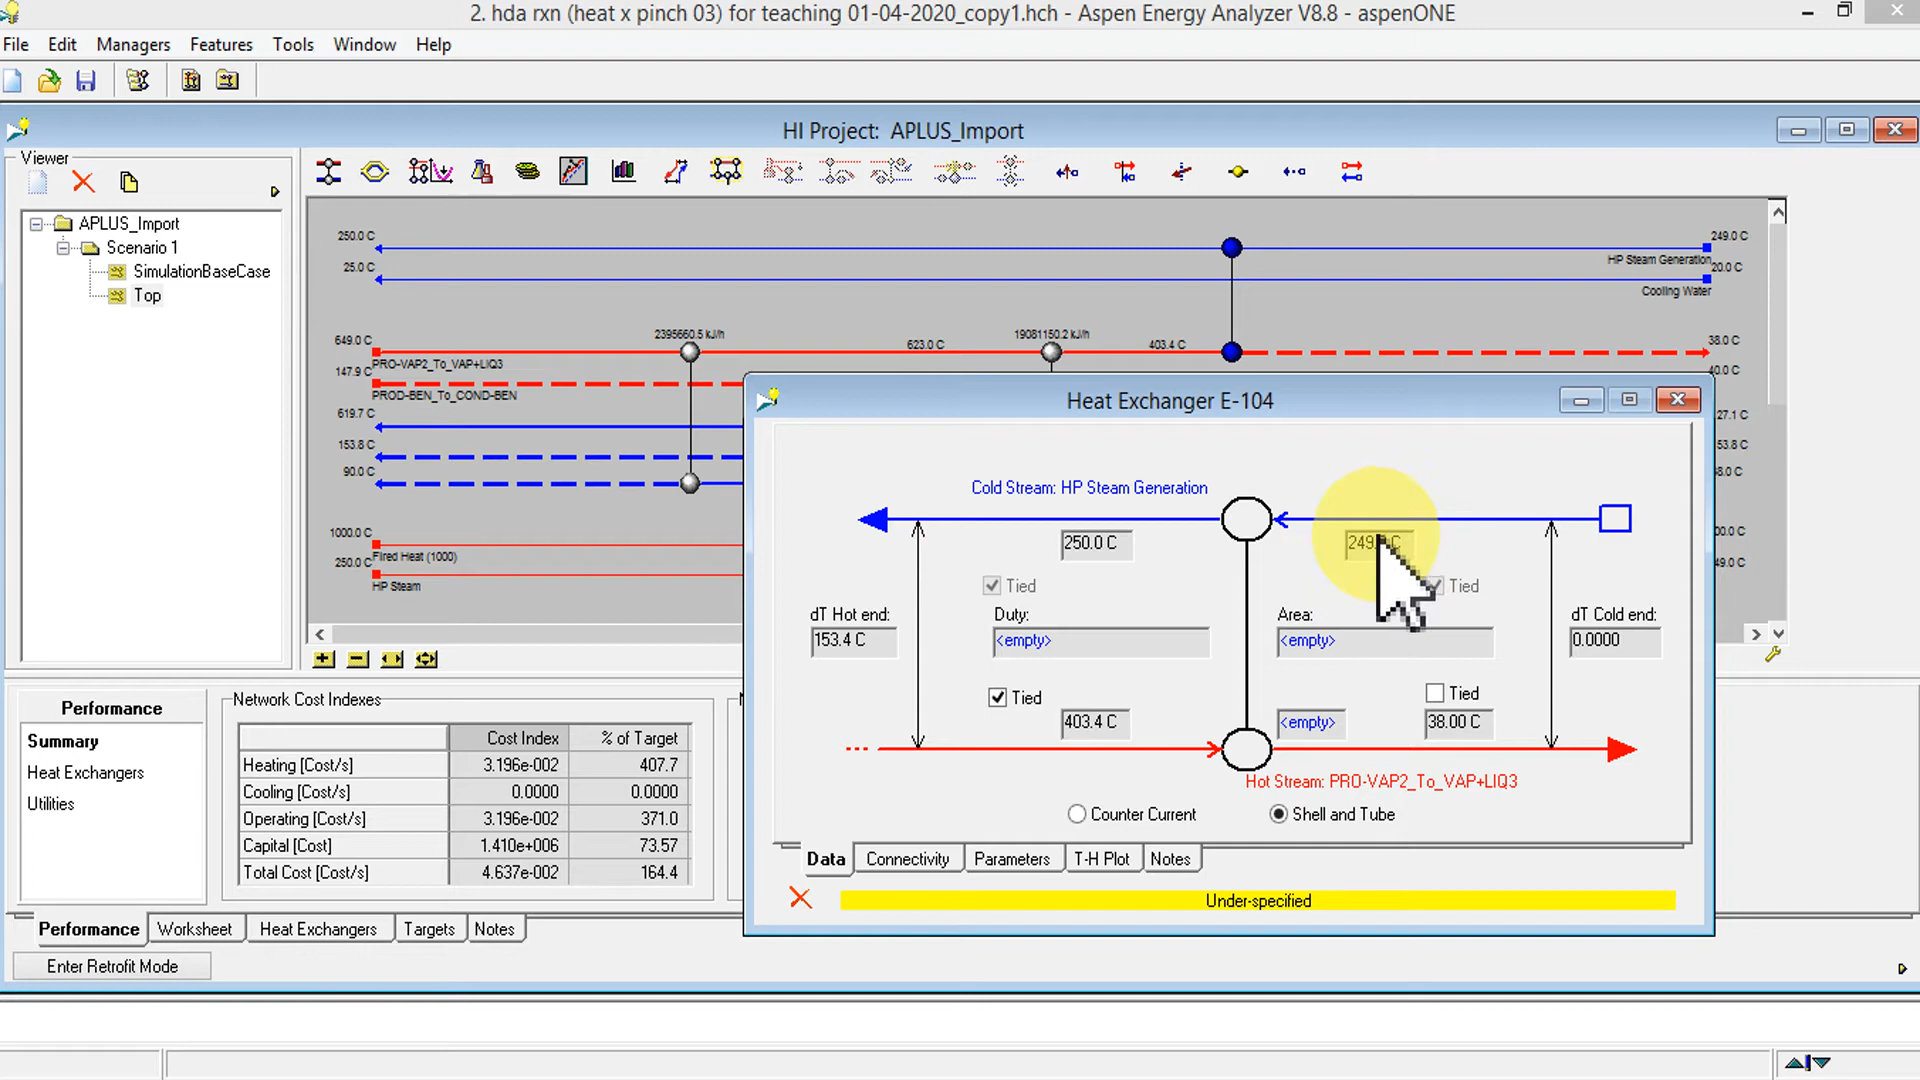 2. hda rxn (heat x pinch 03) for teaching 01-04-2020_copy1.hch - Aspen Energy Analyzer V8.8 - aspenONE
File Edit Managers Features Tools Window Help
HI Project: APLUS_Import
Viewer
APLUS_Import
Scenario 1
SimulationBaseCase
Top
250.0 C
249.0 C
HP Steam Generation
25.0 C
20.0 C
Cooling Water
2395660.5 kJ/h
19081150.2 kJ/h
649.0 C
623.0 C
403.4 C
38.0 C
PRO-VAP2_To_VAP+LIQ3
147.9 C
40.0 C
PROD-BEN_To_COND-BEN
619.7 C
27.1 C
153.8 C
53.8 C
90.0 C
1000.0 C
00.0 C
Fired Heat (1000)
250.0 C
49.0 C
HP Steam
Heat Exchanger E-104
Cold Stream: HP Steam Generation
250.0 C
Tied
Tied
dT Hot end:
Duty:
Area:
dT Cold end:
153.4 C
<empty>
<empty>
0.0000
Tied
Tied
403.4 C
<empty>
38.00 C
Hot Stream: PRO-VAP2_To_VAP+LIQ3
Counter Current
Shell and Tube
Data Connectivity Parameters T-H Plot Notes
Under-specified
Performance
Summary
Heat Exchangers
Utilities
Network Cost Indexes
Cost Index % of Target
Heating [Cost/s] 3.196e-002 407.7
Cooling [Cost/s] 0.0000 0.0000
Operating [Cost/s] 3.196e-002 371.0
Capital [Cost] 1.410e+006 73.57
Total Cost [Cost/s] 4.637e-002 164.4
Performance Worksheet Heat Exchangers Targets Notes
Enter Retrofit Mode